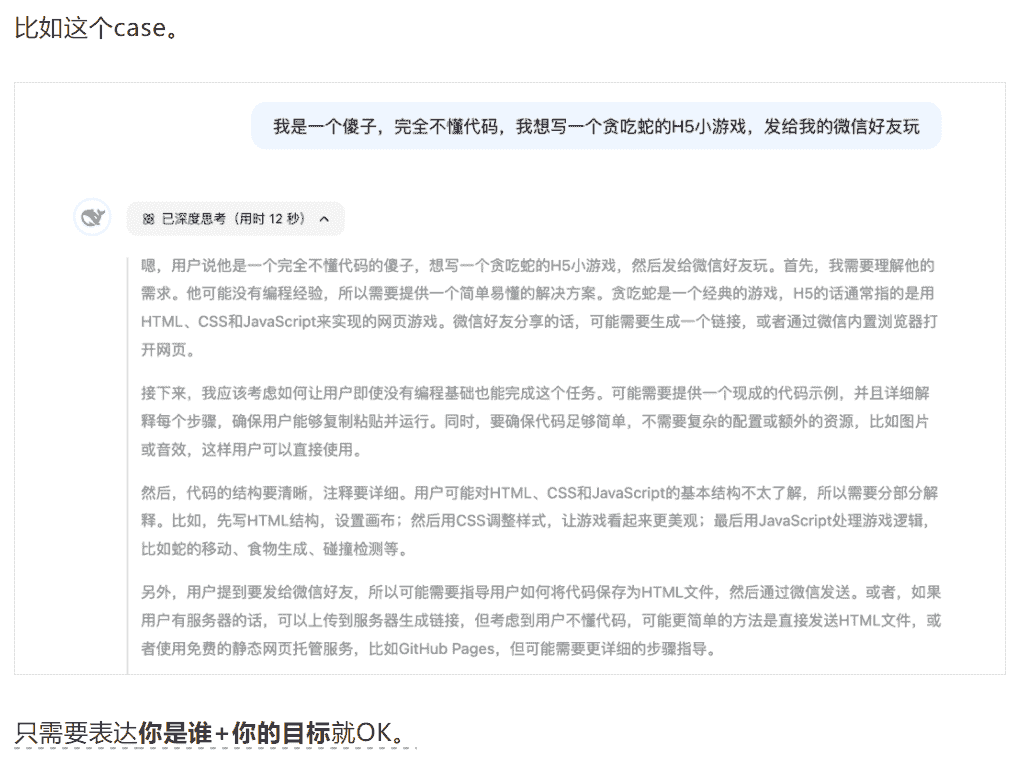 比如这个case。
我是一个傻子，完全不懂代码，我想写一个贪吃蛇的H5小游戏，发给我的微信好友玩
已深度思考（用时 12 秒）
嗯，用户说他是一个完全不懂代码的傻子，想写一个贪吃蛇的H5小游戏，然后发给微信好友玩。首先，我需要理解他的
需求。他可能没有编程经验，所以需要提供一个简单易懂的解决方案。贪吃蛇是一个经典的游戏，H5的话通常指的是用
HTML、CSS和JavaScript来实现的网页游戏。微信好友分享的话，可能需要生成一个链接，或者通过微信内置浏览器打
开网页。
接下来，我应该考虑如何让用户即使没有编程基础也能完成这个任务。可能需要提供一个现成的代码示例，并且详细解
释每个步骤，确保用户能够复制粘贴并运行。同时，要确保代码足够简单，不需要复杂的配置或额外的资源，比如图片
或音效，这样用户可以直接使用。
然后，代码的结构要清晰，注释要详细。用户可能对HTML、CSS和JavaScript的基本结构不太了解，所以需要分部分解
释。比如，先写HTML结构，设置画布；然后用CSS调整样式，让游戏看起来更美观；最后用JavaScript处理游戏逻辑，
比如蛇的移动、食物生成、碰撞检测等。
另外，用户提到要发给微信好友，所以可能需要指导用户如何将代码保存为HTML文件，然后通过微信发送。或者，如果
用户有服务器的话，可以上传到服务器生成链接，但考虑到用户不懂代码，可能更简单的方法是直接发送HTML文件，或
者使用免费的静态网页托管服务，比如GitHub Pages，但可能需要更详细的步骤指导。
只需要表达你是谁+你的目标就OK。